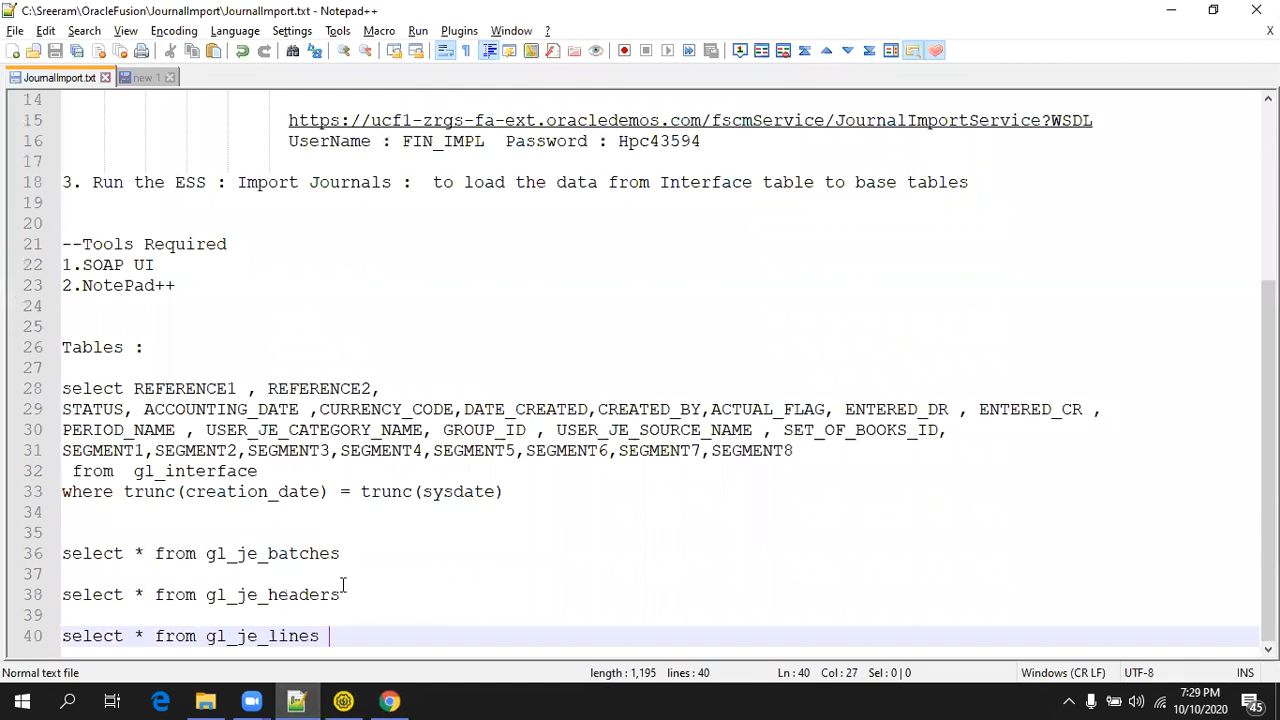 C:\Sreeram\OracleFusion\JournalImport\JournalImport.txt - Notepad++
File Edit Search View Encoding Language Settings Tools Macro Run Plugins Window ? X
JournalImport.txt new 1
14
15 https://ucf1-zrgs-fa-ext.oracledemos.com/fscmService/JournalImportService?WSDL
16 UserName : FIN_IMPL Password : Hpc43594
17
18 3. Run the ESS : Import Journals : to load the data from Interface table to base tables
19
20
21 --Tools Required
22 1.SOAP UI
23 2.NotePad++
24
25
26 Tables :
27
28 select REFERENCE1 , REFERENCE2,
29 STATUS, ACCOUNTING_DATE ,CURRENCY_CODE,DATE_CREATED,CREATED_BY,ACTUAL_FLAG, ENTERED_DR , ENTERED_CR ,
30 PERIOD_NAME , USER_JE_CATEGORY_NAME, GROUP_ID , USER_JE_SOURCE_NAME , SET_OF_BOOKS_ID,
31 SEGMENT1,SEGMENT2,SEGMENT3,SEGMENT4,SEGMENT5,SEGMENT6,SEGMENT7,SEGMENT8
32 from gl_interface
33 where trunc(creation_date) = trunc(sysdate)
34
35
36 select * from gl_je_batches
37
38 select * from gl_je_headers
39
40 select * from gl_je_lines
Normal text file length : 1,195 lines : 40 Ln : 40 Col : 27 Sel : 0 | 0 Windows (CR LF) UTF-8 INS
7:29 PM
10/10/2020
45